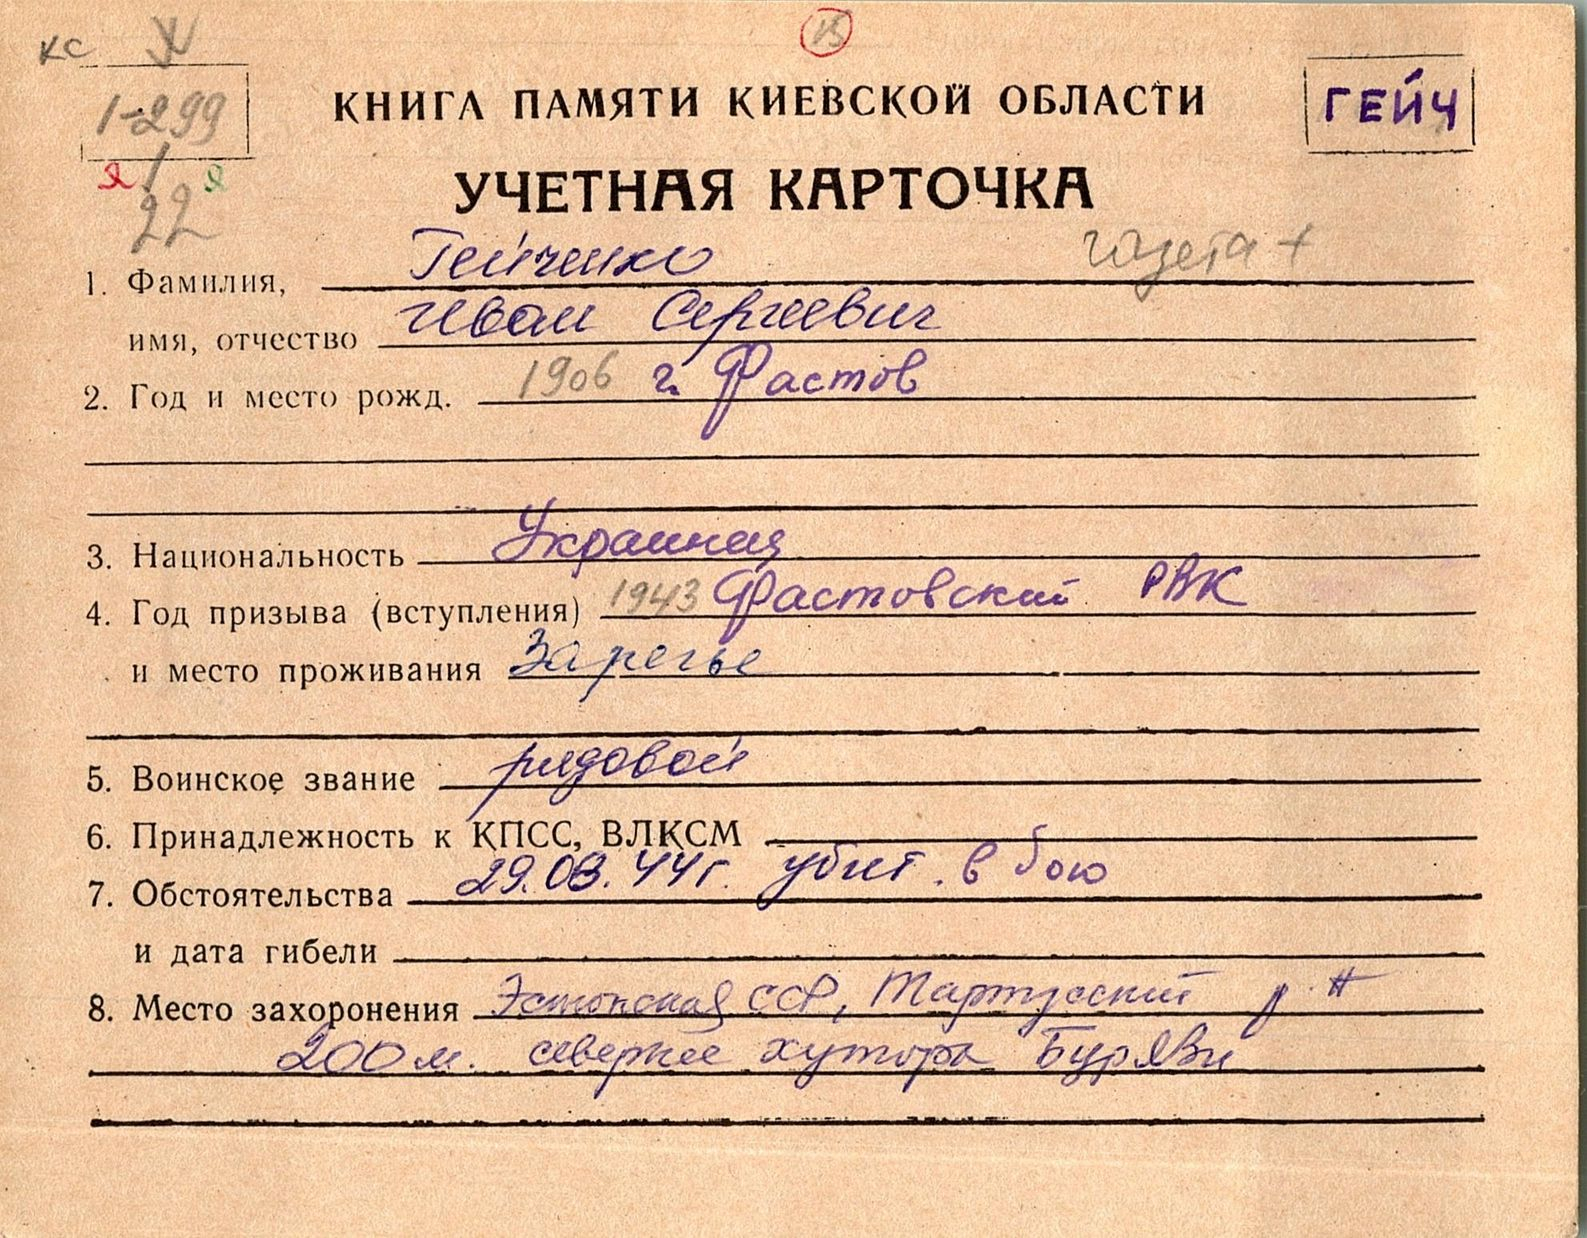 КС
15
1-299
КНИГА ПАМЯТИ КИЕВСКОЙ ОБЛАСТИ
ГЕЙЧ
22
УЧЕТНАЯ КАРТОЧКА
газета +
1. Фамилия, Гейченко
имя, отчество Иван Сергеевич
2. Год и место рожд. 1906 г. Фастов
3. Национальность Украинец
4. Год призыва (вступления) 1943 Фастовский РВК
и место проживания Заречье
5. Воинское звание рядовой
6. Принадлежность к КПСС, ВЛКСМ
7. Обстоятельства 29.08.44г. убит в бою
и дата гибели
8. Место захоронения Эстонская ССР, Тартусский р-н
200 м. севернее хутора